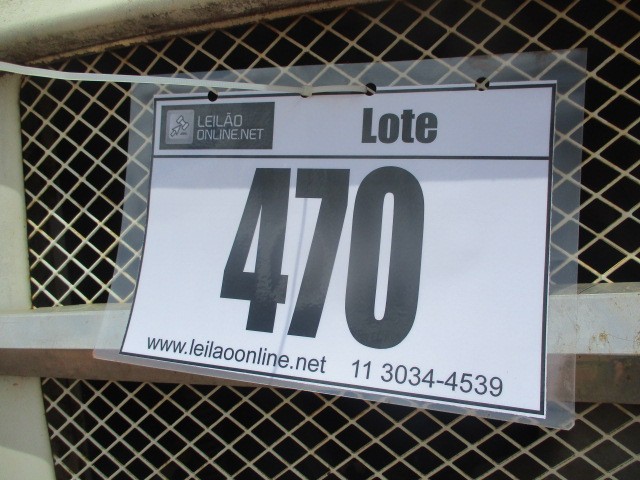 LEILÃO
ONLINE.NET
Lote
470
www.leilaoonline.net 11 3034-4539